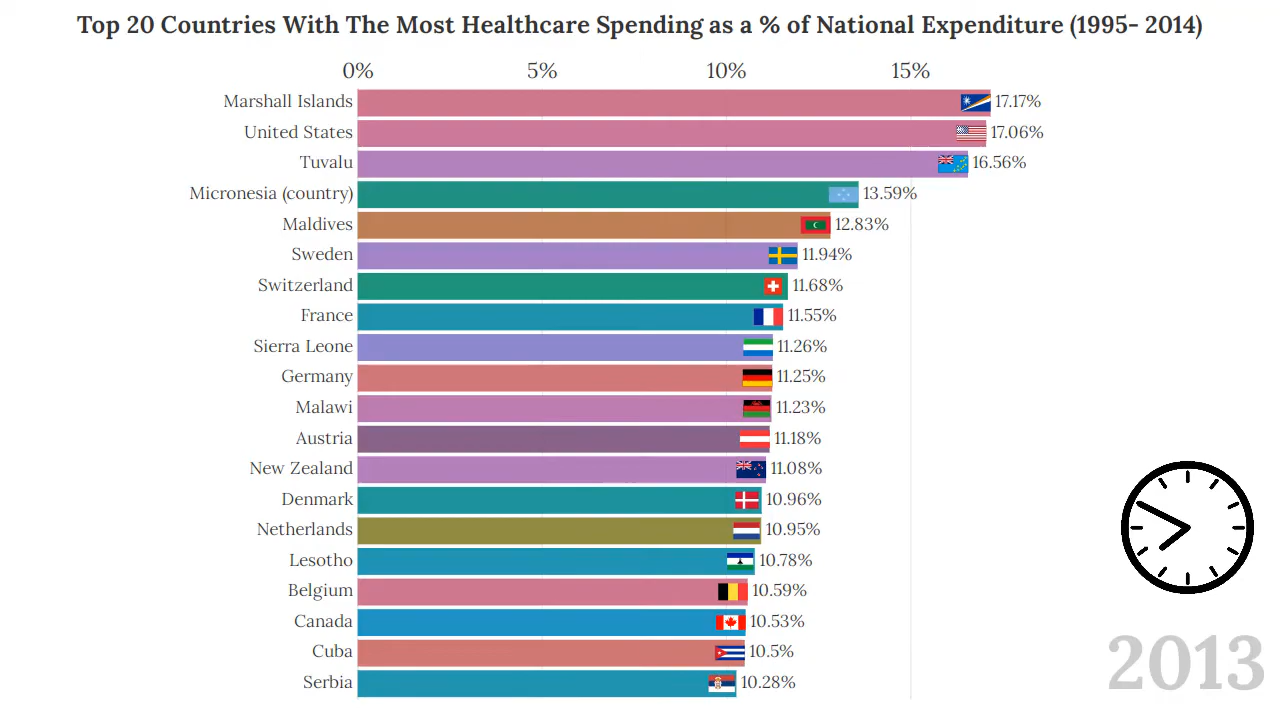 Top 20 Countries With The Most Healthcare Spending as a % of National Expenditure (1995- 2014)
0% 5% 10% 15%
Marshall Islands 17.17%
United States 17.06%
Tuvalu 16.56%
Micronesia (country) 13.59%
Maldives 12.83%
Sweden 11.94%
Switzerland 11.68%
France 11.55%
Sierra Leone 11.26%
Germany 11.25%
Malawi 11.23%
Austria 11.18%
New Zealand 11.08%
Denmark 10.96%
Netherlands 10.95%
Lesotho 10.78%
Belgium 10.59%
Canada 10.53%
Cuba 10.5%
Serbia 10.28%
2013